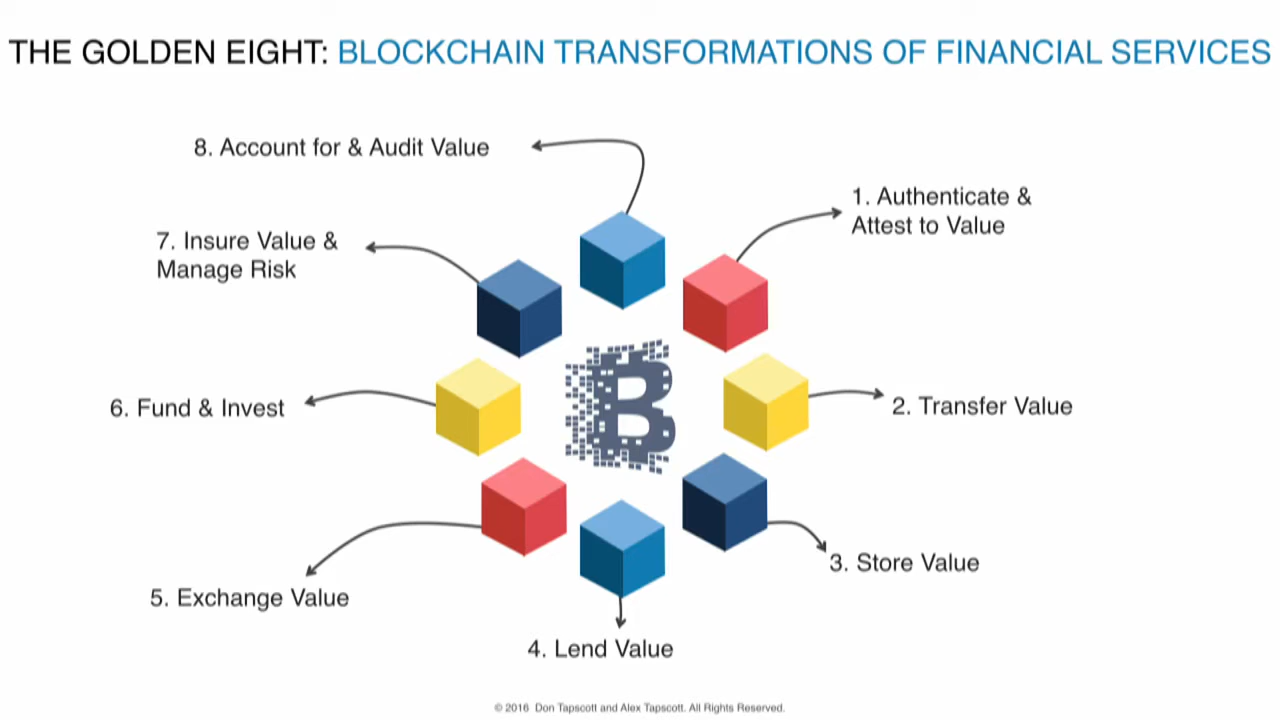 THE GOLDEN EIGHT: BLOCKCHAIN TRANSFORMATIONS OF FINANCIAL SERVICES
8. Account for & Audit Value
1. Authenticate &
Attest to Value
7. Insure Value &
Manage Risk
6. Fund & Invest
2. Transfer Value
3. Store Value
5. Exchange Value
4. Lend Value
© 2016 Don Tapscott and Alex Tapscott. All Rights Reserved.